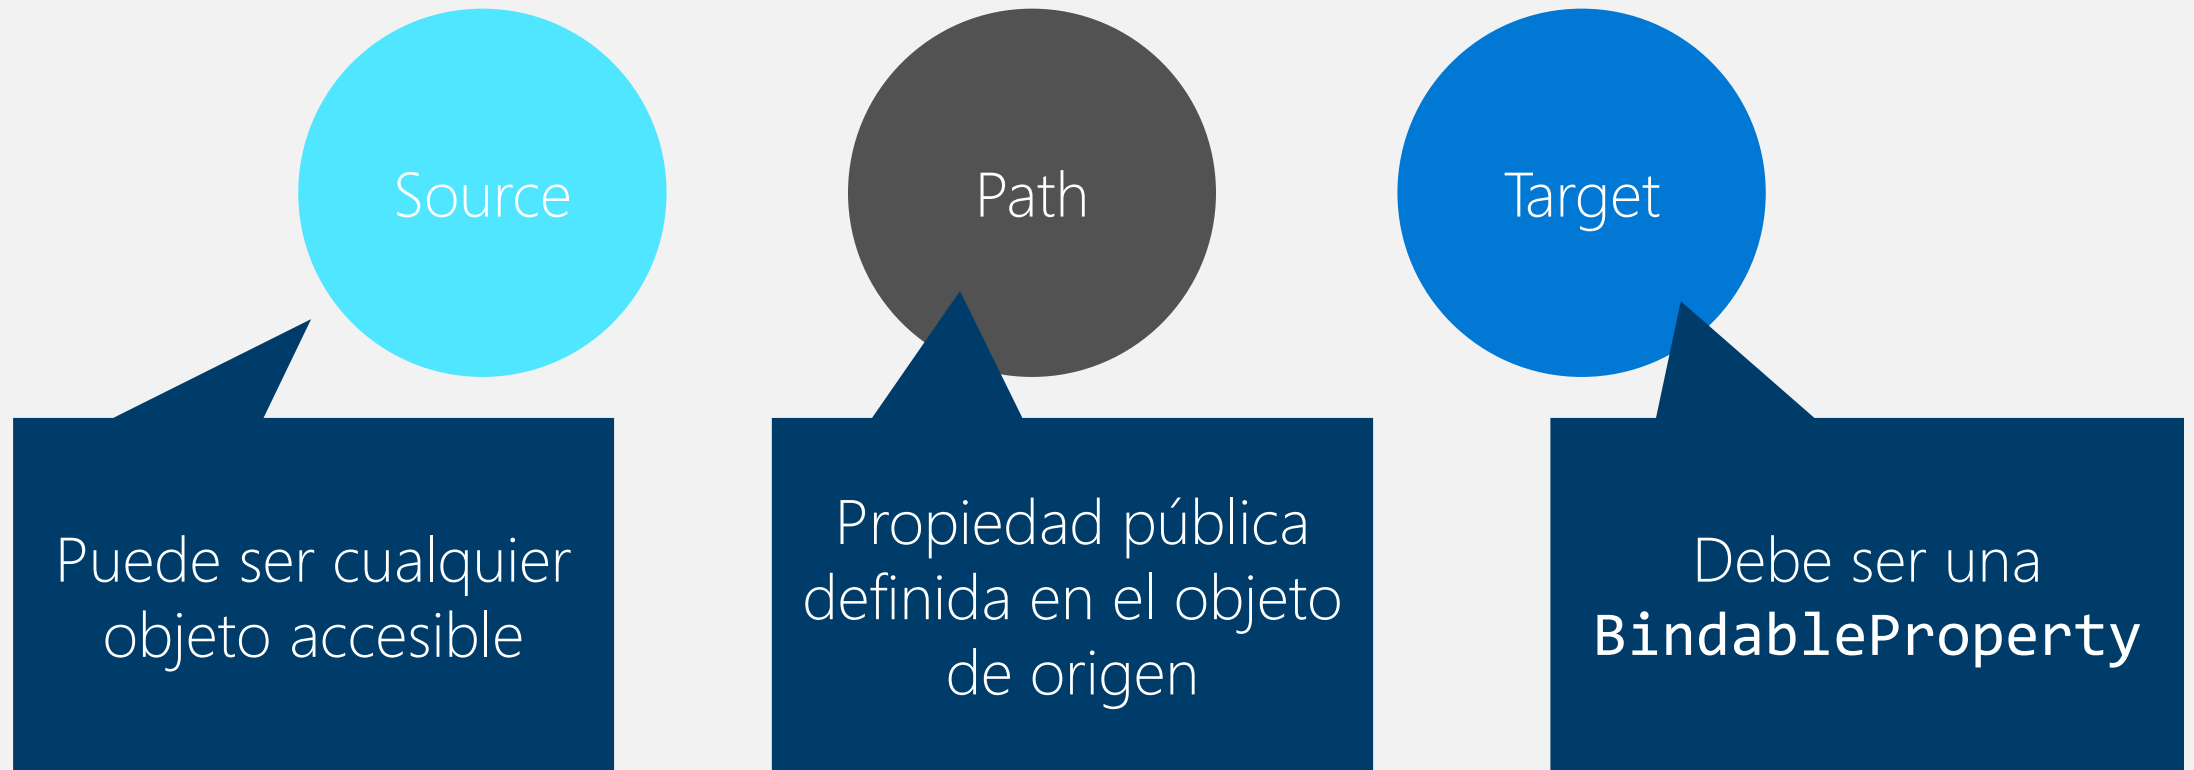 Source
Path
Target
Puede ser cualquier
objeto accesible
Propiedad pública
definida en el objeto
de origen
Debe ser una
BindableProperty